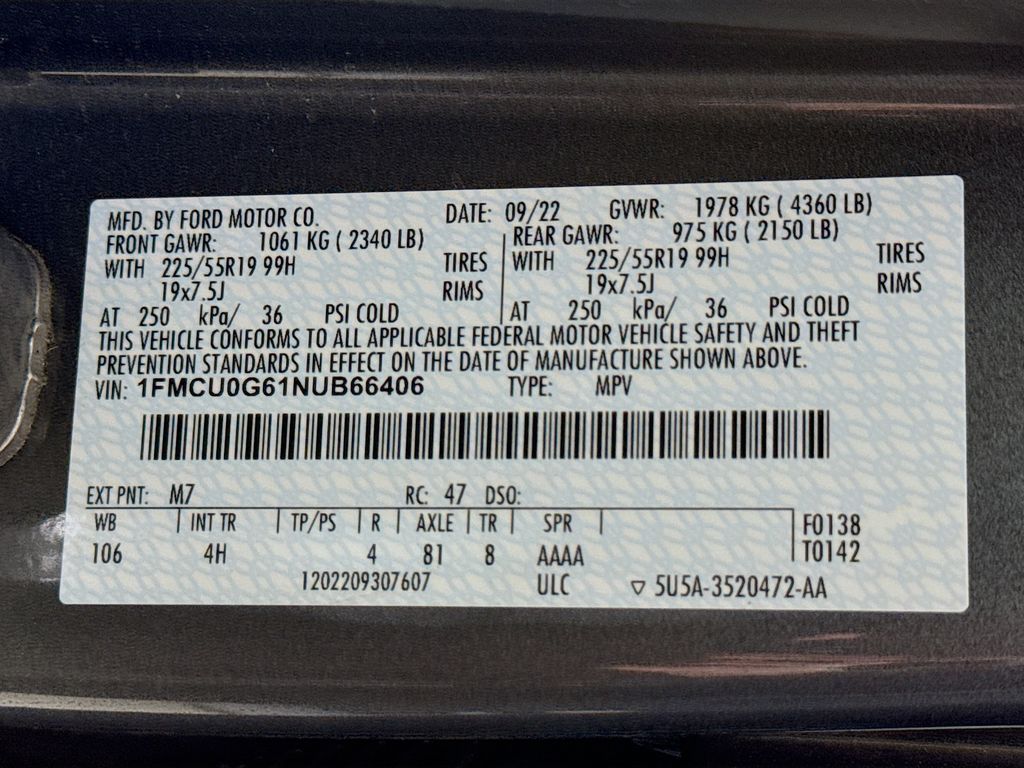 MFD. BY FORD MOTOR CO. DATE: 09/22 GVWR: 1978 KG ( 4360 LB)
FRONT GAWR: 1061 KG ( 2340 LB) REAR GAWR: 975 KG ( 2150 LB)
WITH 225/55R19 99H TIRES WITH 225/55R19 99H TIRES
19x7.5J RIMS 19x7.5J RIMS
AT 250 kPa/ 36 PSI COLD AT 250 kPa/ 36 PSI COLD
THIS VEHICLE CONFORMS TO ALL APPLICABLE FEDERAL MOTOR VEHICLE SAFETY AND THEFT
PREVENTION STANDARDS IN EFFECT ON THE DATE OF MANUFACTURE SHOWN ABOVE.
VIN: 1FMCU0G61NUB66406 TYPE: MPV
EXT PNT: M7 RC: 47 DSO:
WB INT TR TP/PS R AXLE TR SPR F0138
106 4H 4 81 8 AAAA T0142
1202209307607 ULC ▽ 5U5A-3520472-AA